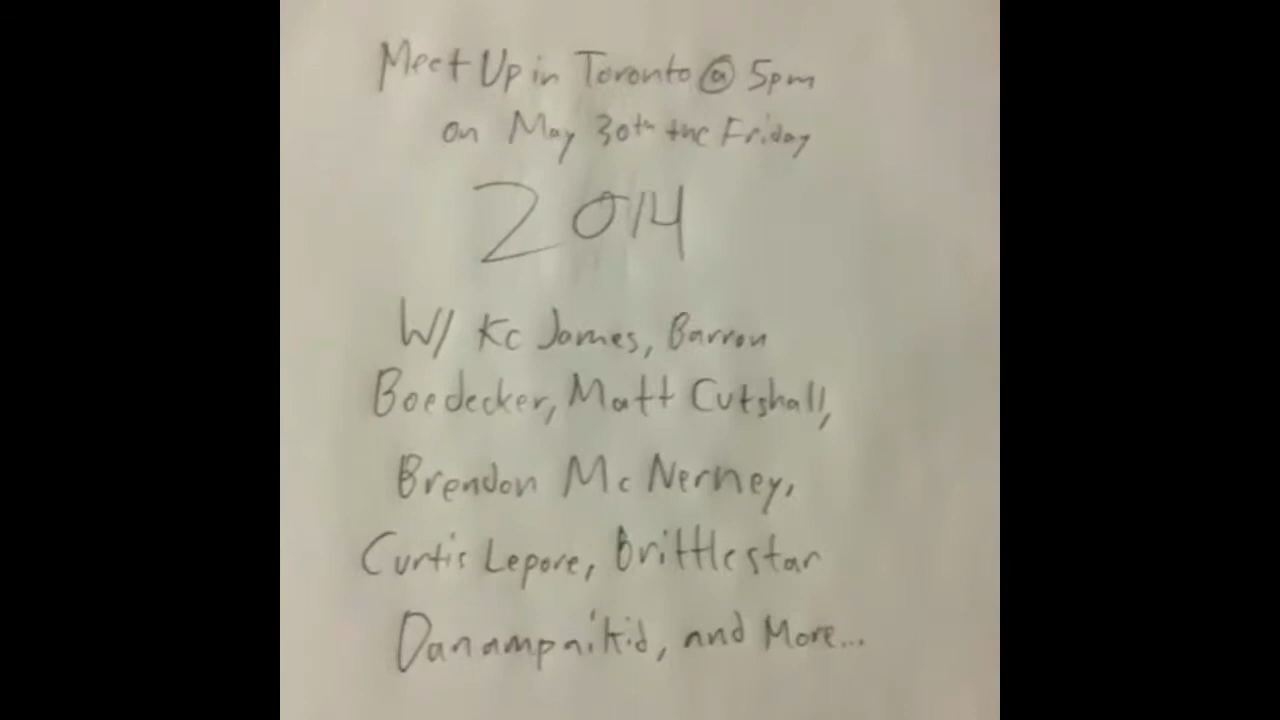 Meet Up in Toronto @ 5pm
on May 30th the Friday
2014
W/ Kc James, Barron
Boedecker, Matt Cutshall,
Brendon McNerney,
Curtis Lepore, Brittlestar
Danampaikid, and More...